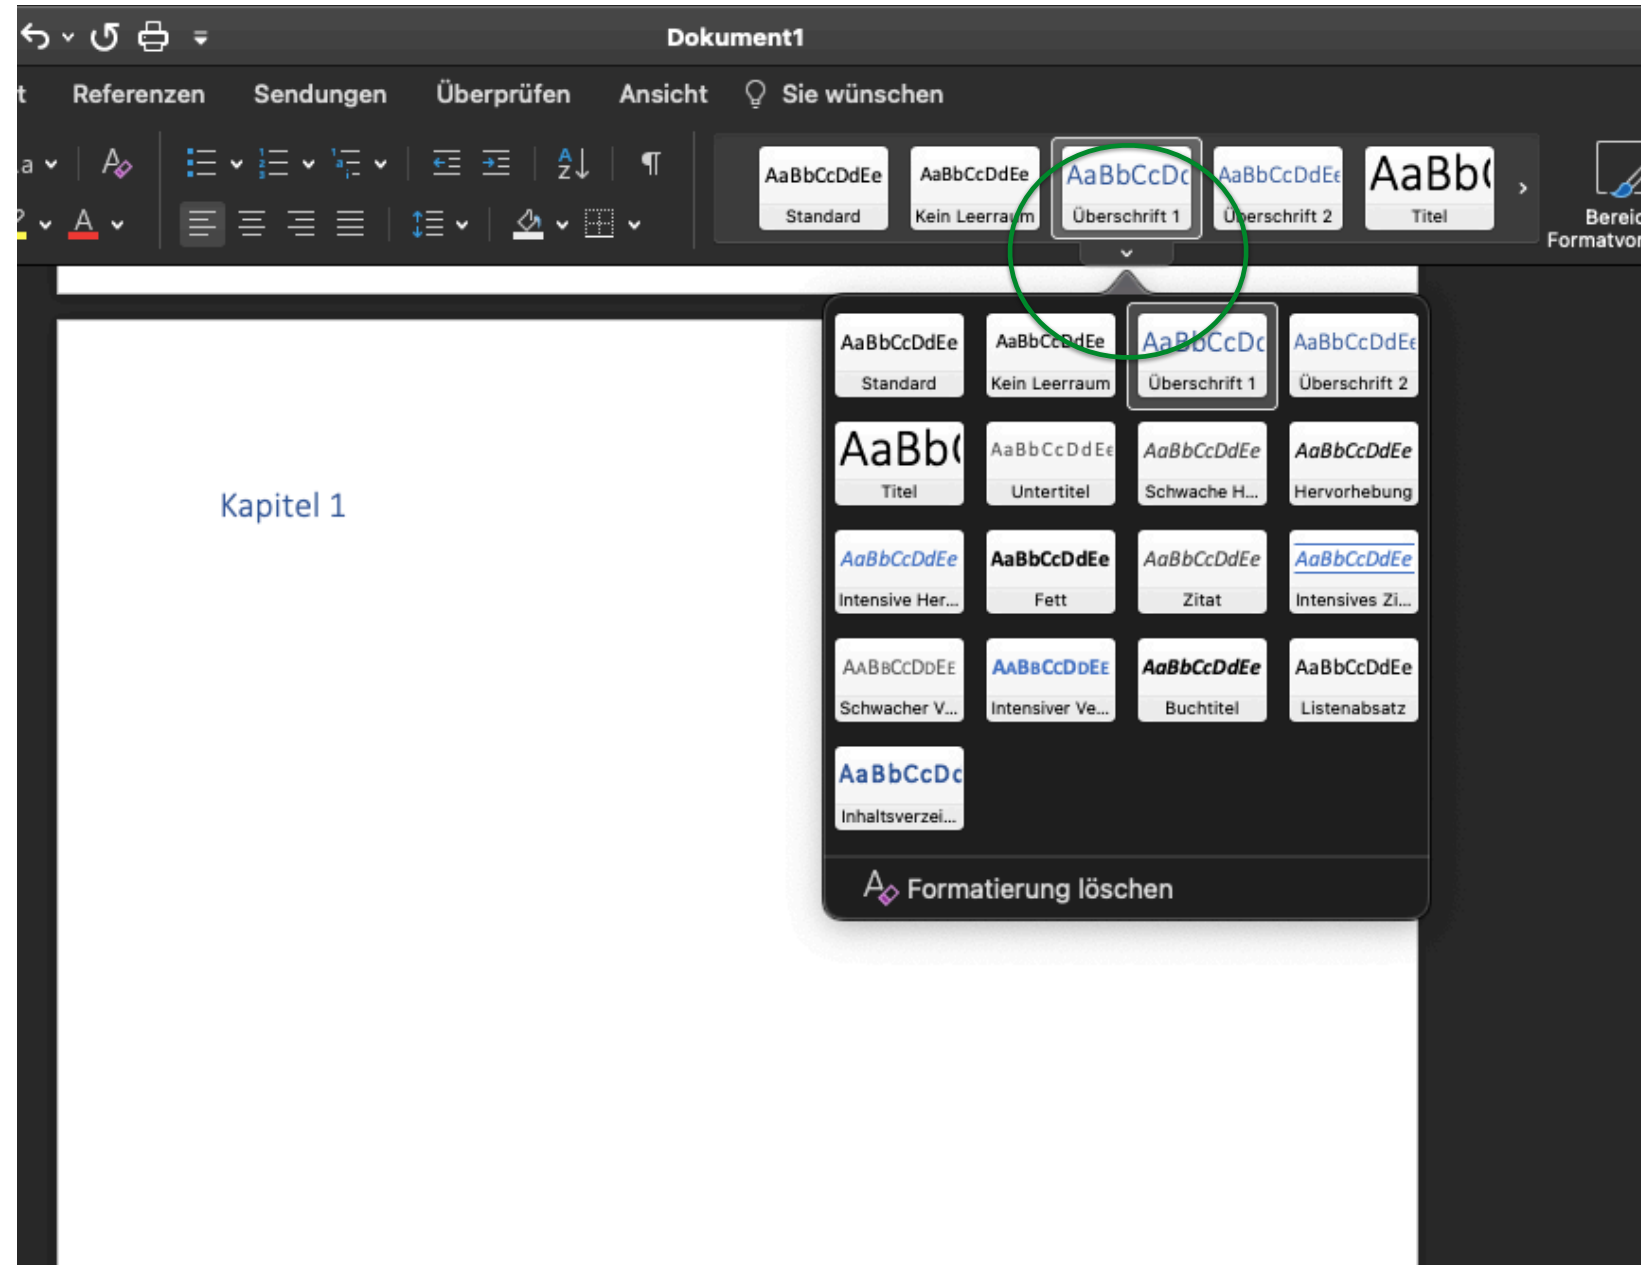 Dokument1
t Referenzen Sendungen Überprüfen Ansicht Sie wünschen
a
AaBbCcDdEe AaBbCcDdEe AaBbCcDc AaBbCcDdEe AaBb(
Standard Kein Leerraum Überschrift 1 Überschrift 2 Titel
Bereic
Formatvor
AaBbCcDdEe AaBbCcDdEe AaBbCcDc AaBbCcDdEe
Standard Kein Leerraum Überschrift 1 Überschrift 2
AaBb( AaBbCcDdEe AaBbCcDdEe AaBbCcDdEe
Titel Untertitel Schwache H... Hervorhebung
Kapitel 1
AaBbCcDdEe AaBbCcDdEe AaBbCcDdEe AaBbCcDdEe
Intensive Her... Fett Zitat Intensives Zi...
AABBCCDDEE AABBCCDDEE AaBbCcDdEe AaBbCcDdEe
Schwacher V... Intensiver Ve... Buchtitel Listenabsatz
AaBbCcDc
Inhaltsverzei...
Formatierung löschen